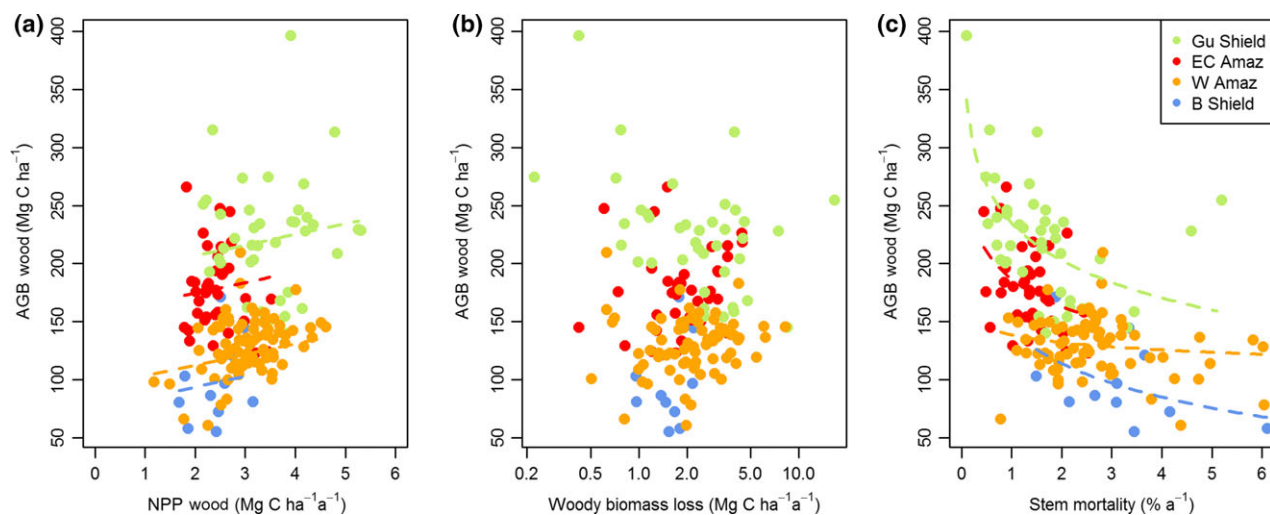 (a)
AGB wood (Mg C ha⁻¹)
50 100 150 200 250 300 350 400
0 1 2 3 4 5 6
NPP wood (Mg C ha⁻¹a⁻¹)
(b)
AGB wood (Mg C ha⁻¹)
50 100 150 200 250 300 350 400
0.2 0.5 1.0 2.0 5.0 10.0
Woody biomass loss (Mg C ha⁻¹a⁻¹)
(c)
AGB wood (Mg C ha⁻¹)
50 100 150 200 250 300 350 400
0 1 2 3 4 5 6
Stem mortality (% a⁻¹)
Gu Shield
EC Amaz
W Amaz
B Shield